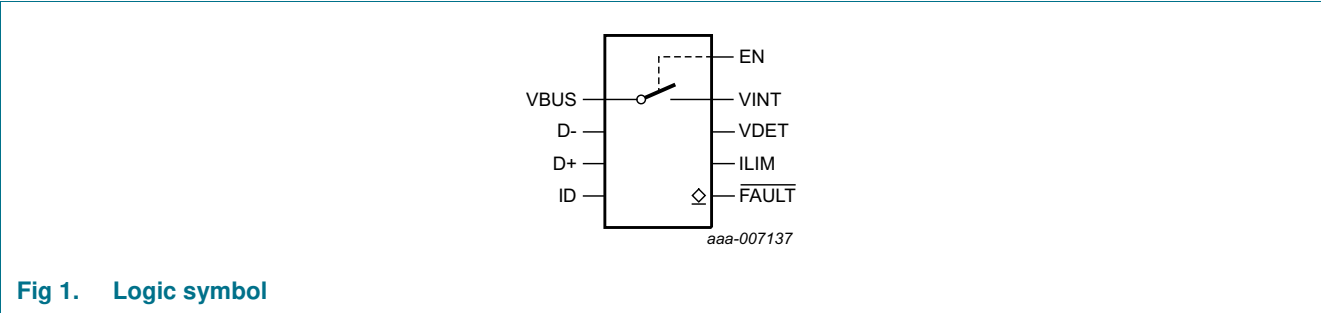 EN
VBUS
VINT
D-
VDET
D+
ILIM
ID
FAULT
aaa-007137
Fig 1. Logic symbol